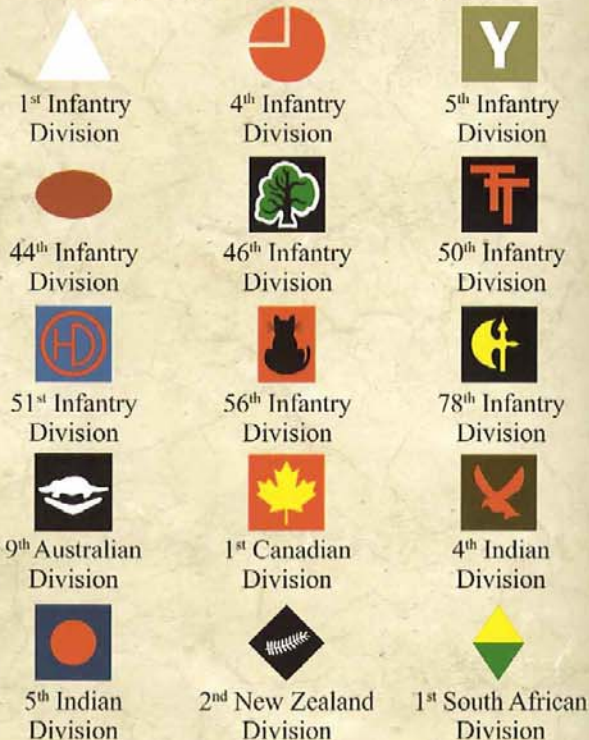 Y
1st Infantry Division
4th Infantry Division
5th Infantry Division
TT
44th Infantry Division
46th Infantry Division
50th Infantry Division
HD
51st Infantry Division
56th Infantry Division
78th Infantry Division
9th Australian Division
1st Canadian Division
4th Indian Division
5th Indian Division
2nd New Zealand Division
1st South African Division